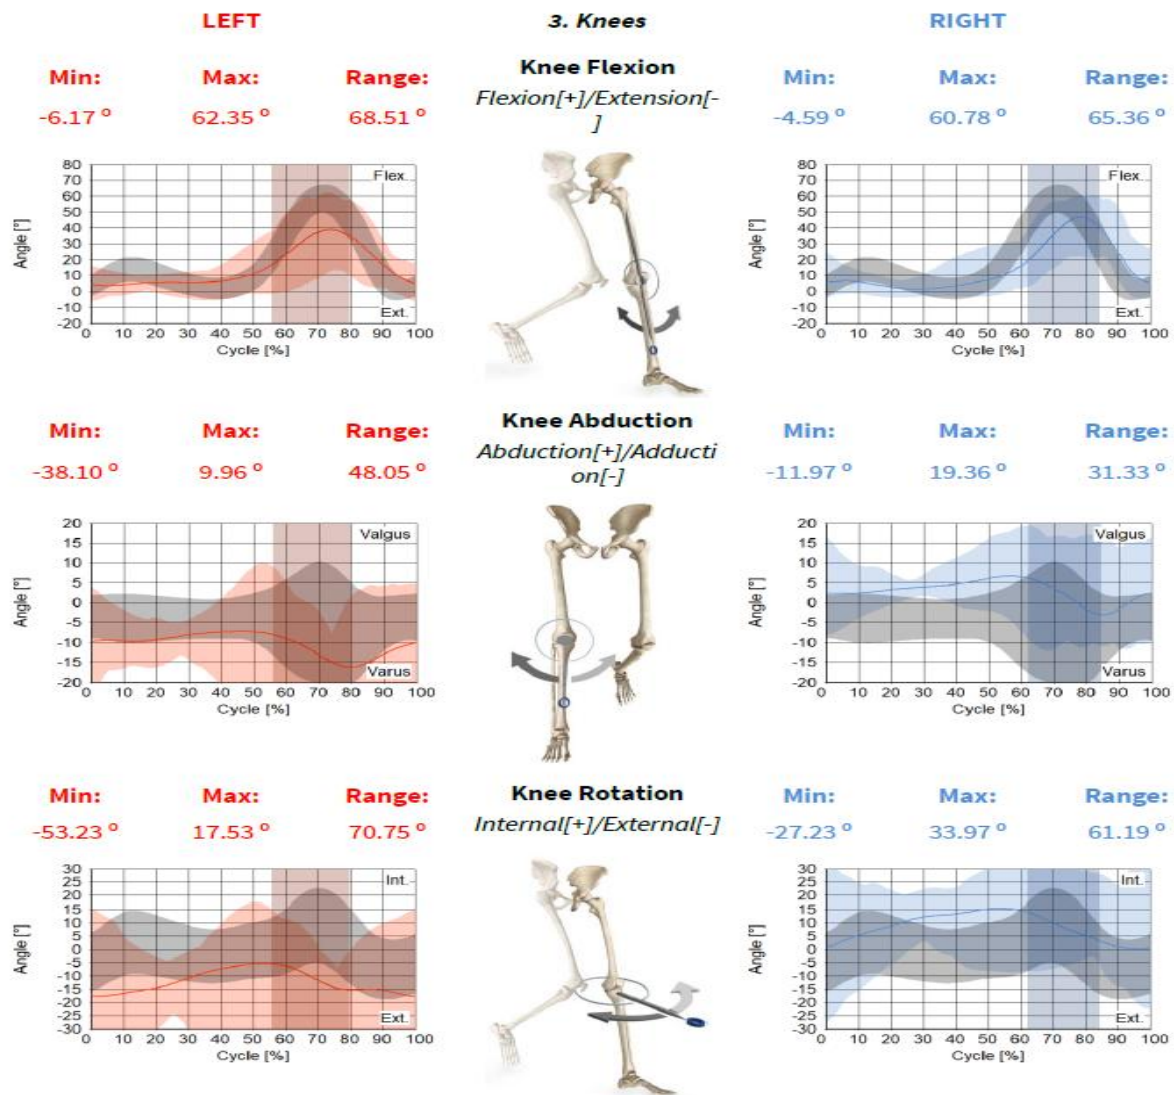 LEFT
3. Knees
RIGHT
Min: Max: Range:
-6.17 º 62.35 º 68.51 º
Knee Flexion
Flexion[+]/Extension[-
]
Min: Max: Range:
-4.59 º 60.78 º 65.36 º
80
70
60
50
40
30
20
10
0
-10
-20
Angle [°]
Flex.
Ext.
0 10 20 30 40 50 60 70 80 90 100
Cycle [%]
80
70
60
50
40
30
20
10
0
-10
-20
Angle [°]
Flex.
Ext.
0 10 20 30 40 50 60 70 80 90 100
Cycle [%]
Min: Max: Range:
-38.10 º 9.96 º 48.05 º
Knee Abduction
Abduction[+]/Adducti
on[-]
Min: Max: Range:
-11.97 º 19.36 º 31.33 º
20
15
10
5
0
-5
-10
-15
-20
Angle [°]
Valgus
Varus
0 10 20 30 40 50 60 70 80 90 100
Cycle [%]
20
15
10
5
0
-5
-10
-15
-20
Angle [°]
Valgus
Varus
0 10 20 30 40 50 60 70 80 90 100
Cycle [%]
Min: Max: Range:
-53.23 º 17.53 º 70.75 º
Knee Rotation
Internal[+]/External[-]
Min: Max: Range:
-27.23 º 33.97 º 61.19 º
30
25
20
15
10
5
0
-5
-10
-15
-20
-25
-30
Angle [°]
Int.
Ext.
0 10 20 30 40 50 60 70 80 90 100
Cycle [%]
30
25
20
15
10
5
0
-5
-10
-15
-20
-25
-30
Angle [°]
Int.
Ext.
0 10 20 30 40 50 60 70 80 90 100
Cycle [%]